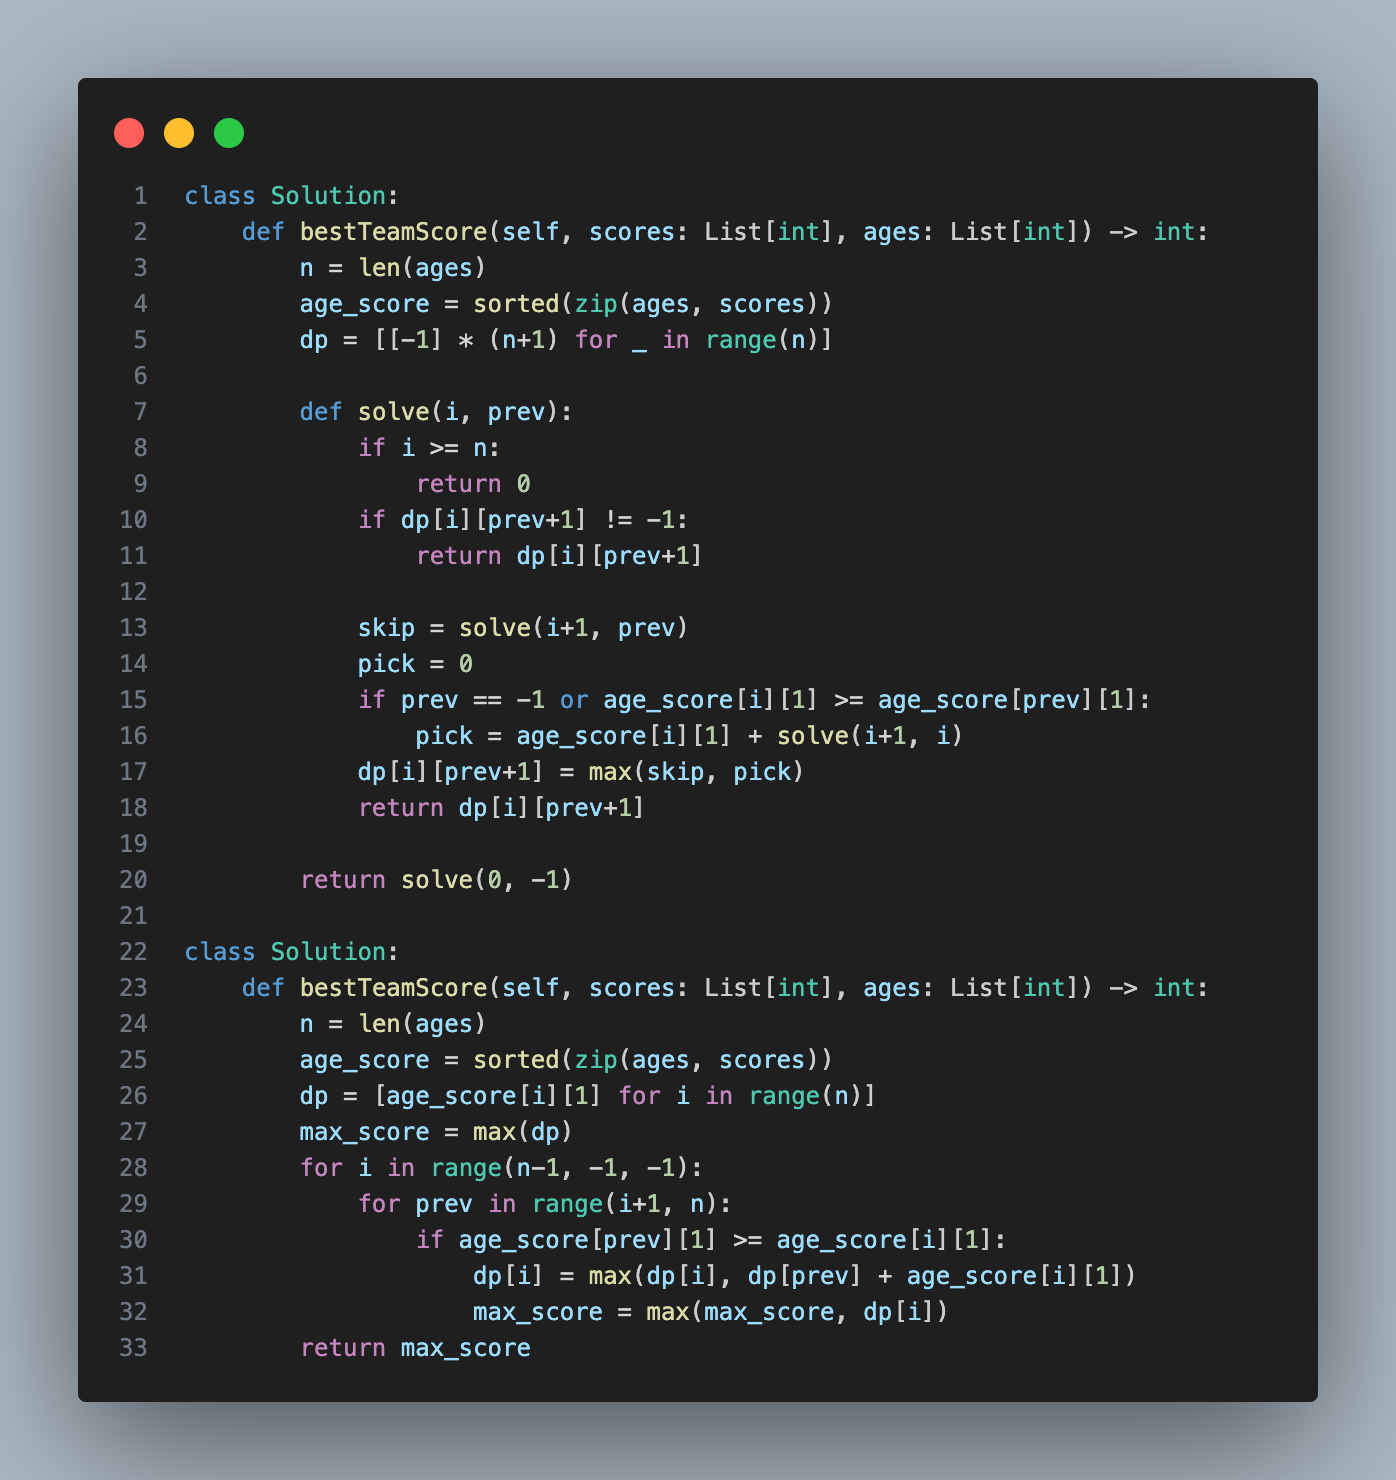 1 class Solution:
2     def bestTeamScore(self, scores: List[int], ages: List[int]) -> int:
3         n = len(ages)
4         age_score = sorted(zip(ages, scores))
5         dp = [[-1] * (n+1) for _ in range(n)]
6
7         def solve(i, prev):
8             if i >= n:
9                 return 0
10             if dp[i][prev+1] != -1:
11                 return dp[i][prev+1]
12
13             skip = solve(i+1, prev)
14             pick = 0
15             if prev == -1 or age_score[i][1] >= age_score[prev][1]:
16                 pick = age_score[i][1] + solve(i+1, i)
17             dp[i][prev+1] = max(skip, pick)
18             return dp[i][prev+1]
19
20         return solve(0, -1)
21
22 class Solution:
23     def bestTeamScore(self, scores: List[int], ages: List[int]) -> int:
24         n = len(ages)
25         age_score = sorted(zip(ages, scores))
26         dp = [age_score[i][1] for i in range(n)]
27         max_score = max(dp)
28         for i in range(n-1, -1, -1):
29             for prev in range(i+1, n):
30                 if age_score[prev][1] >= age_score[i][1]:
31                     dp[i] = max(dp[i], dp[prev] + age_score[i][1])
32                     max_score = max(max_score, dp[i])
33         return max_score